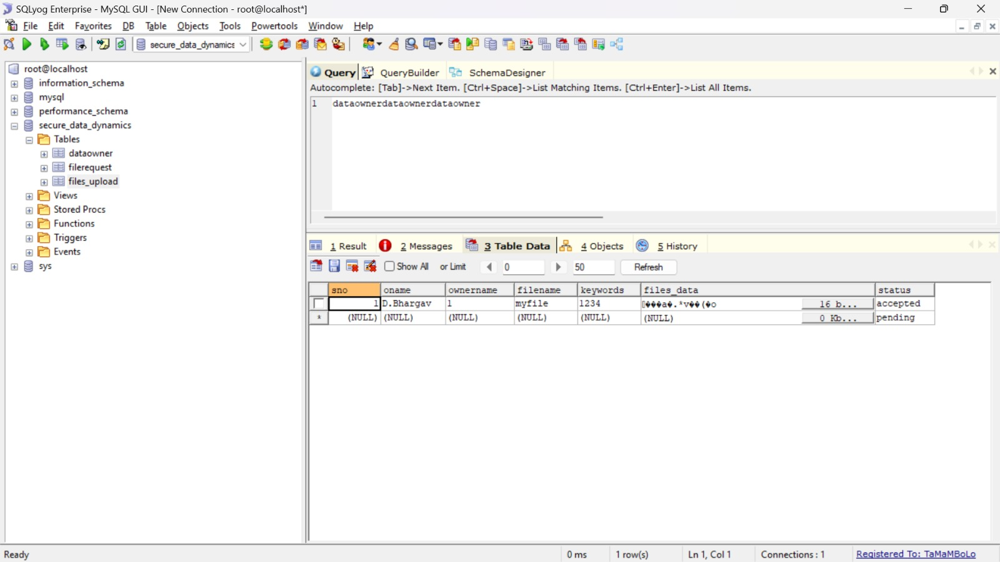 SQLyog Enterprise - MySQL GUI - [New Connection - root@localhost*]
File Edit Favorites DB Table Objects Tools Powertools Window Help
secure_data_dynamics
root@localhost
information_schema
mysql
performance_schema
secure_data_dynamics
Tables
dataowner
filerequest
files_upload
Views
Stored Procs
Functions
Triggers
Events
sys
Query QueryBuilder SchemaDesigner
Autocomplete: [Tab]->Next Item. [Ctrl+Space]->List Matching Items. [Ctrl+Enter]->List All Items.
1 dataownerdataownerdataowner
1 Result 2 Messages 3 Table Data 4 Objects 5 History
Show All or Limit 0 50 Refresh
sno oname ownername filename keywords files_data status
1 D.Bhargav 1 myfile 1234 16 b... accepted
* (NULL) (NULL) (NULL) (NULL) (NULL) (NULL) 0 Kb... pending
Ready 0 ms 1 row(s) Ln 1, Col 1 Connections : 1 Registered To: TaMaMBoLo